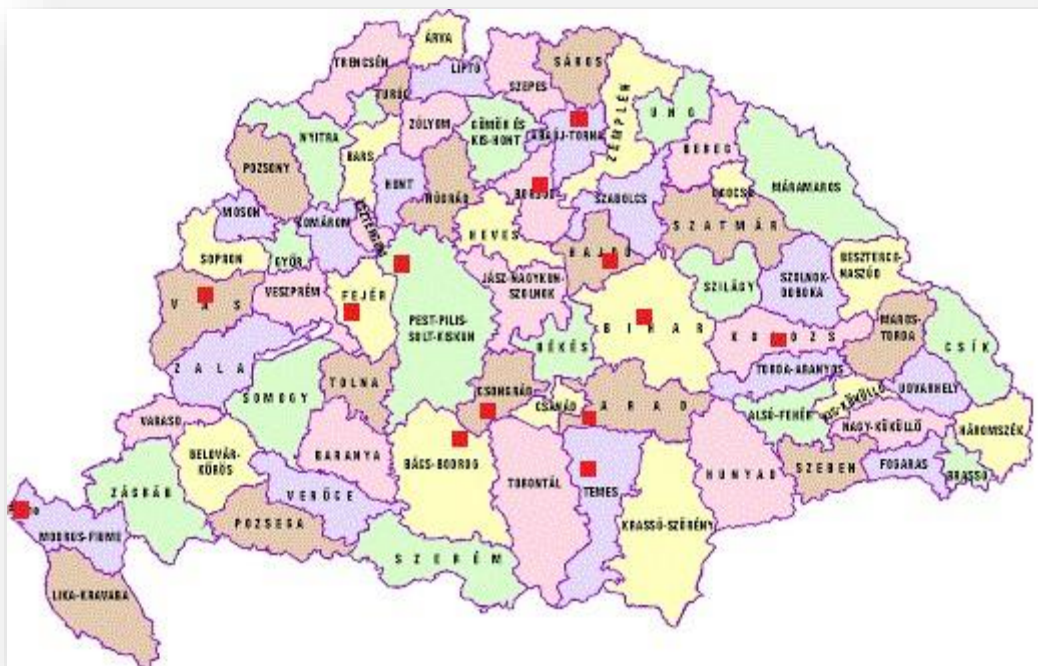 ÁRVA
TRENCSÉN
LIPTÓ
SÁROS
TURÓC
SZEPES
ZEMPLÉN
UNG
NYITRA
ZÓLYOM
GÖMÖR ÉS
KIS-HONT
ABAÚJ-TORNA
BEREG
BARS
POZSONY
HONT
NÓGRÁD
BORSOD
SZABOLCS
UGOCSA
MÁRAMAROS
MOSON
KOMÁROM
ESZTERGOM
HEVES
SZATMÁR
SOPRON
GYŐR
HAJDÚ
BESZTERCE-
NASZÓD
VAS
VESZPRÉM
FEJÉR
JÁSZ-NAGYKUN-
SZOLNOK
SZILÁGY
SZOLNOK-
DOBOKA
PEST-PILIS-
SOLT-KISKUN
BIHAR
KOLOZS
MAROS-
TORDA
CSÍK
ZALA
BÉKÉS
TORDA-ARANYOS
TOLNA
CSONGRÁD
UDVARHELY
SOMOGY
CSANÁD
ARAD
ALSÓ-FEHÉR
KIS-KÜKÜLLŐ
NAGY-KÜKÜLLŐ
HÁROMSZÉK
VARASD
BELOVÁR-
KÖRÖS
BARANYA
BÁCS-BODROG
HUNYAD
SZEBEN
FOGARAS
BRASSÓ
ZÁGRÁB
VERŐCE
TORONTÁL
TEMES
POZSEGA
KRASSÓ-SZÖRÉNY
MODRUS-FIUME
SZERÉM
LIKA-KRAVABA